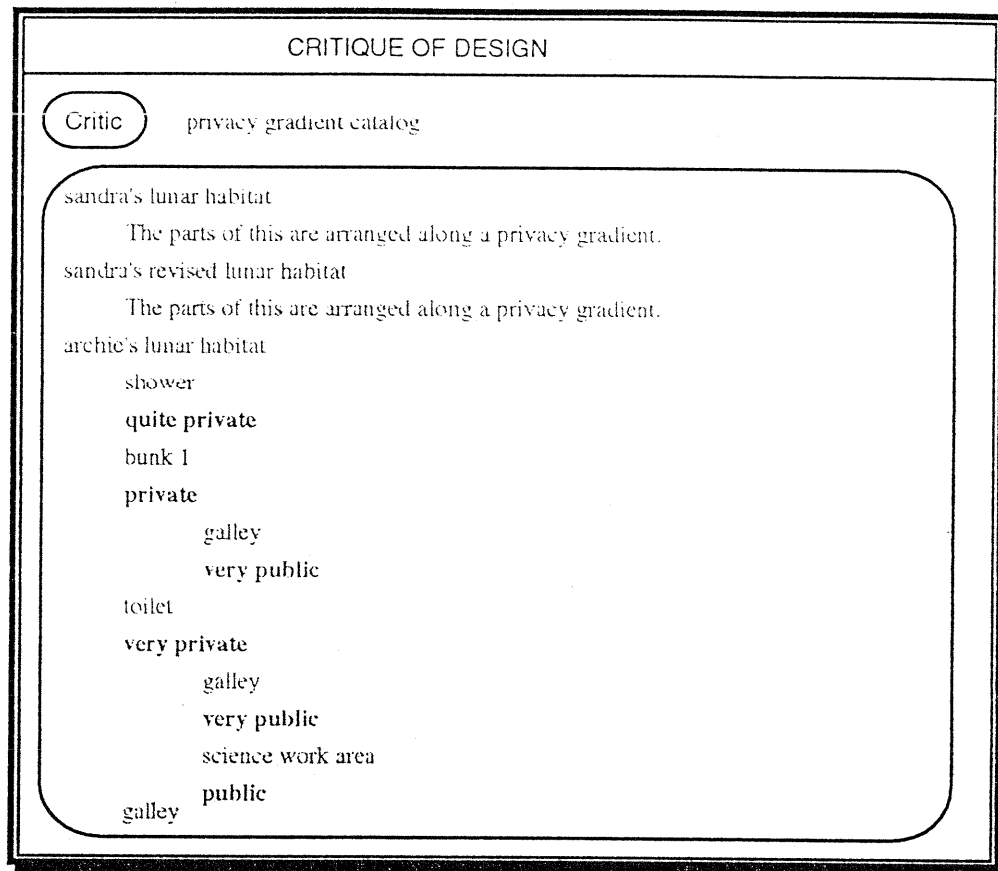 CRITIQUE OF DESIGN
Critic privacy gradient catalog
sandra's lunar habitat
The parts of this are arranged along a privacy gradient.
sandra's revised lunar habitat
The parts of this are arranged along a privacy gradient.
archie's lunar habitat
shower
quite private
bunk 1
private
galley
very public
toilet
very private
galley
very public
science work area
public
galley